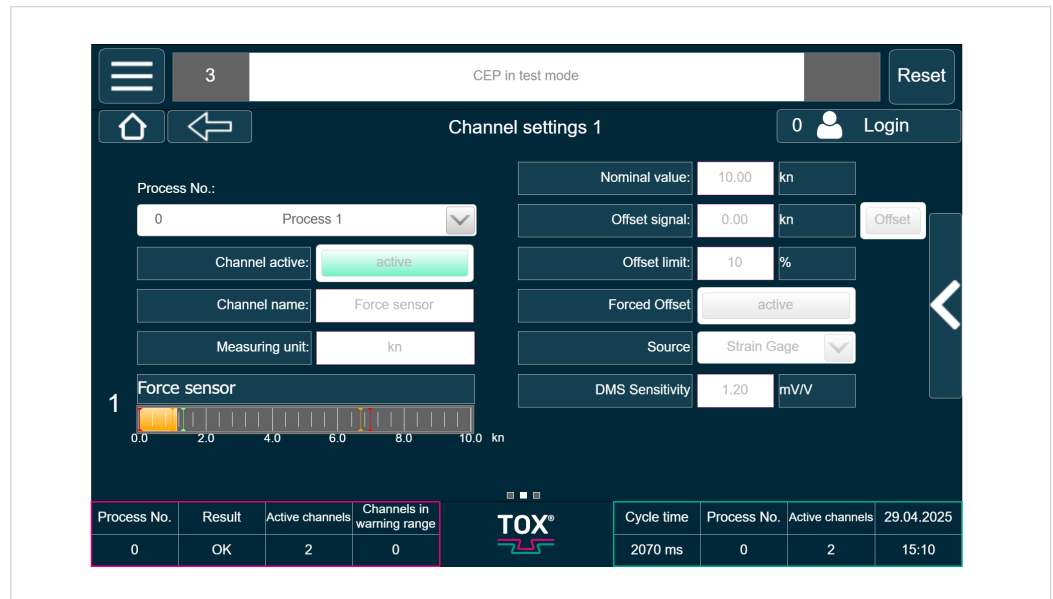 3
CEP in test mode
Reset
Channel settings 1
0
Login
Process No.:
0 Process 1
Channel active: active
Channel name: Force sensor
Measuring unit: kn
Nominal value: 10.00 kn
Offset signal: 0.00 kn Offset
Offset limit: 10 %
Forced Offset active
Source Strain Gage
DMS Sensitivity 1.20 mV/V
1
Force sensor
0.0 2.0 4.0 6.0 8.0 10.0 kn
Process No. Result Active channels Channels in warning range
0 OK 2 0
TOX®
Cycle time Process No. Active channels 29.04.2025
2070 ms 0 2 15:10